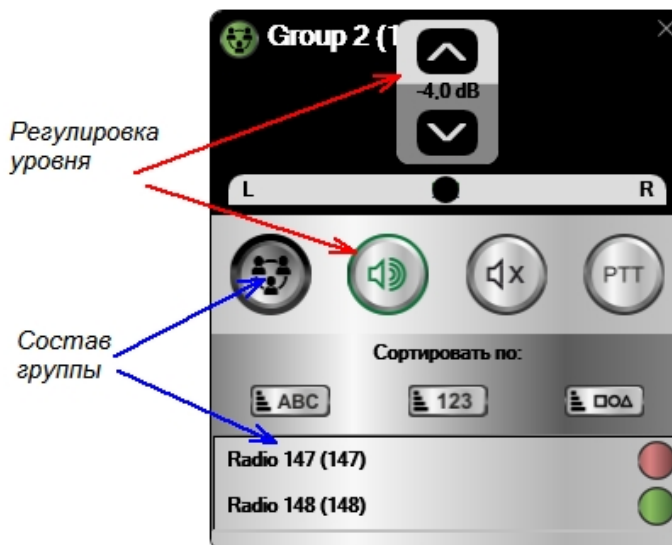 Group 2 (1
-4,0 dB
Регулировка
уровня
L R
PTT
Состав
группы
Сортировать по:
ABC 123
Radio 147 (147)
Radio 148 (148)